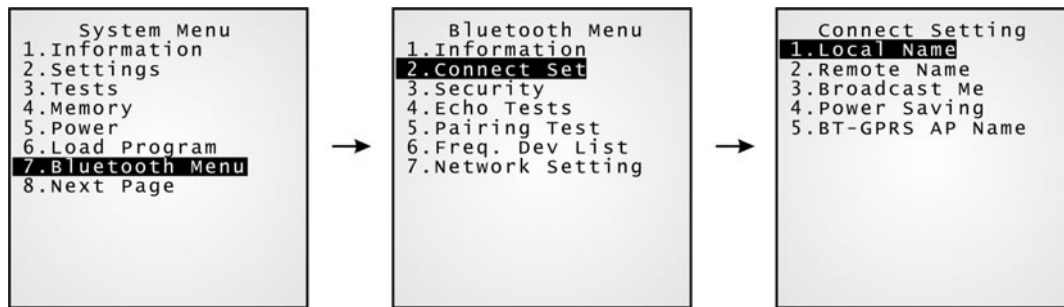 System Menu
1.Information
2.Settings
3.Tests
4.Memory
5.Power
6.Load Program
7.Bluetooth Menu
8.Next Page
Bluetooth Menu
1.Information
2.Connect Set
3.Security
4.Echo Tests
5.Pairing Test
6.Freq. Dev List
7.Network Setting
Connect Setting
1.Local Name
2.Remote Name
3.Broadcast Me
4.Power Saving
5.BT-GPRS AP Name